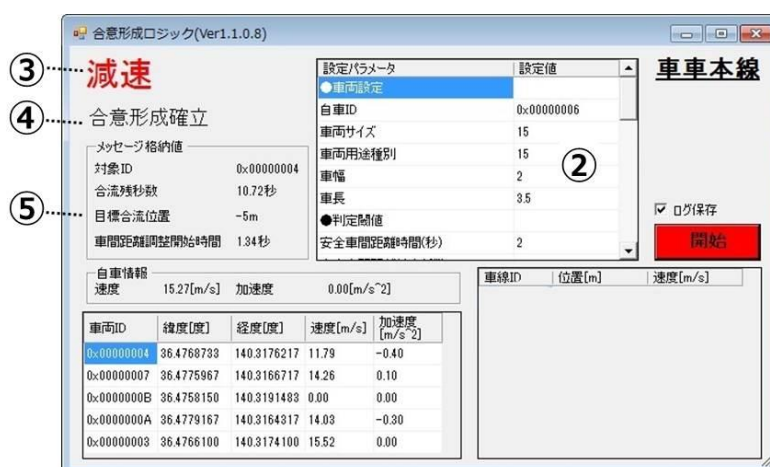 合意形成ロジック(Ver1.1.0.8)
③ 減速
車車本線
④ 合意形成確立
設定パラメータ 設定値
●車両設定
自車ID 0x00000006
車両サイズ 15
車両用途種別 15
②
車幅 2
車長 3.5
●判定閾値
安全車間距離時間(秒) 2
⑤
メッセージ格納値
対象ID 0x00000004
合流残秒数 10.72秒
目標合流位置 -5m
車間距離調整開始時間 1.34秒
ログ保存
開始
自車情報
速度 15.27[m/s] 加速度 0.00[m/s^2]
車両ID 緯度[度] 経度[度] 速度[m/s] 加速度[m/s^2]
0x00000004 36.4768733 140.3176217 11.79 -0.40
0x00000007 36.4775967 140.3166717 14.26 0.10
0x0000000B 36.4758150 140.3191483 0.00 0.00
0x0000000A 36.4779167 140.3164317 14.03 -0.30
0x00000003 36.4766100 140.3174100 15.52 0.00
車線ID 位置[m] 速度[m/s]